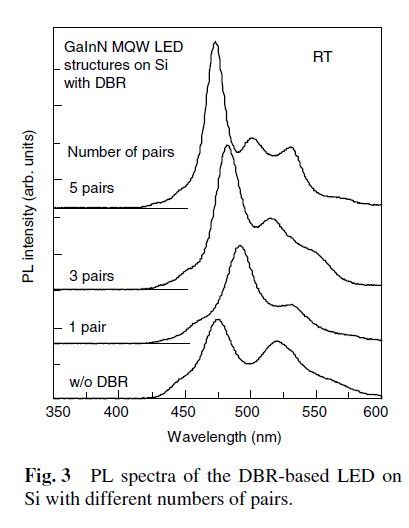 GaInN MQW LED
structures on Si
with DBR
RT
Number of pairs
5 pairs
3 pairs
1 pair
w/o DBR
PL intensity (arb. units)
350 400 450 500 550 600
Wavelength (nm)
Fig. 3 PL spectra of the DBR-based LED on
Si with different numbers of pairs.